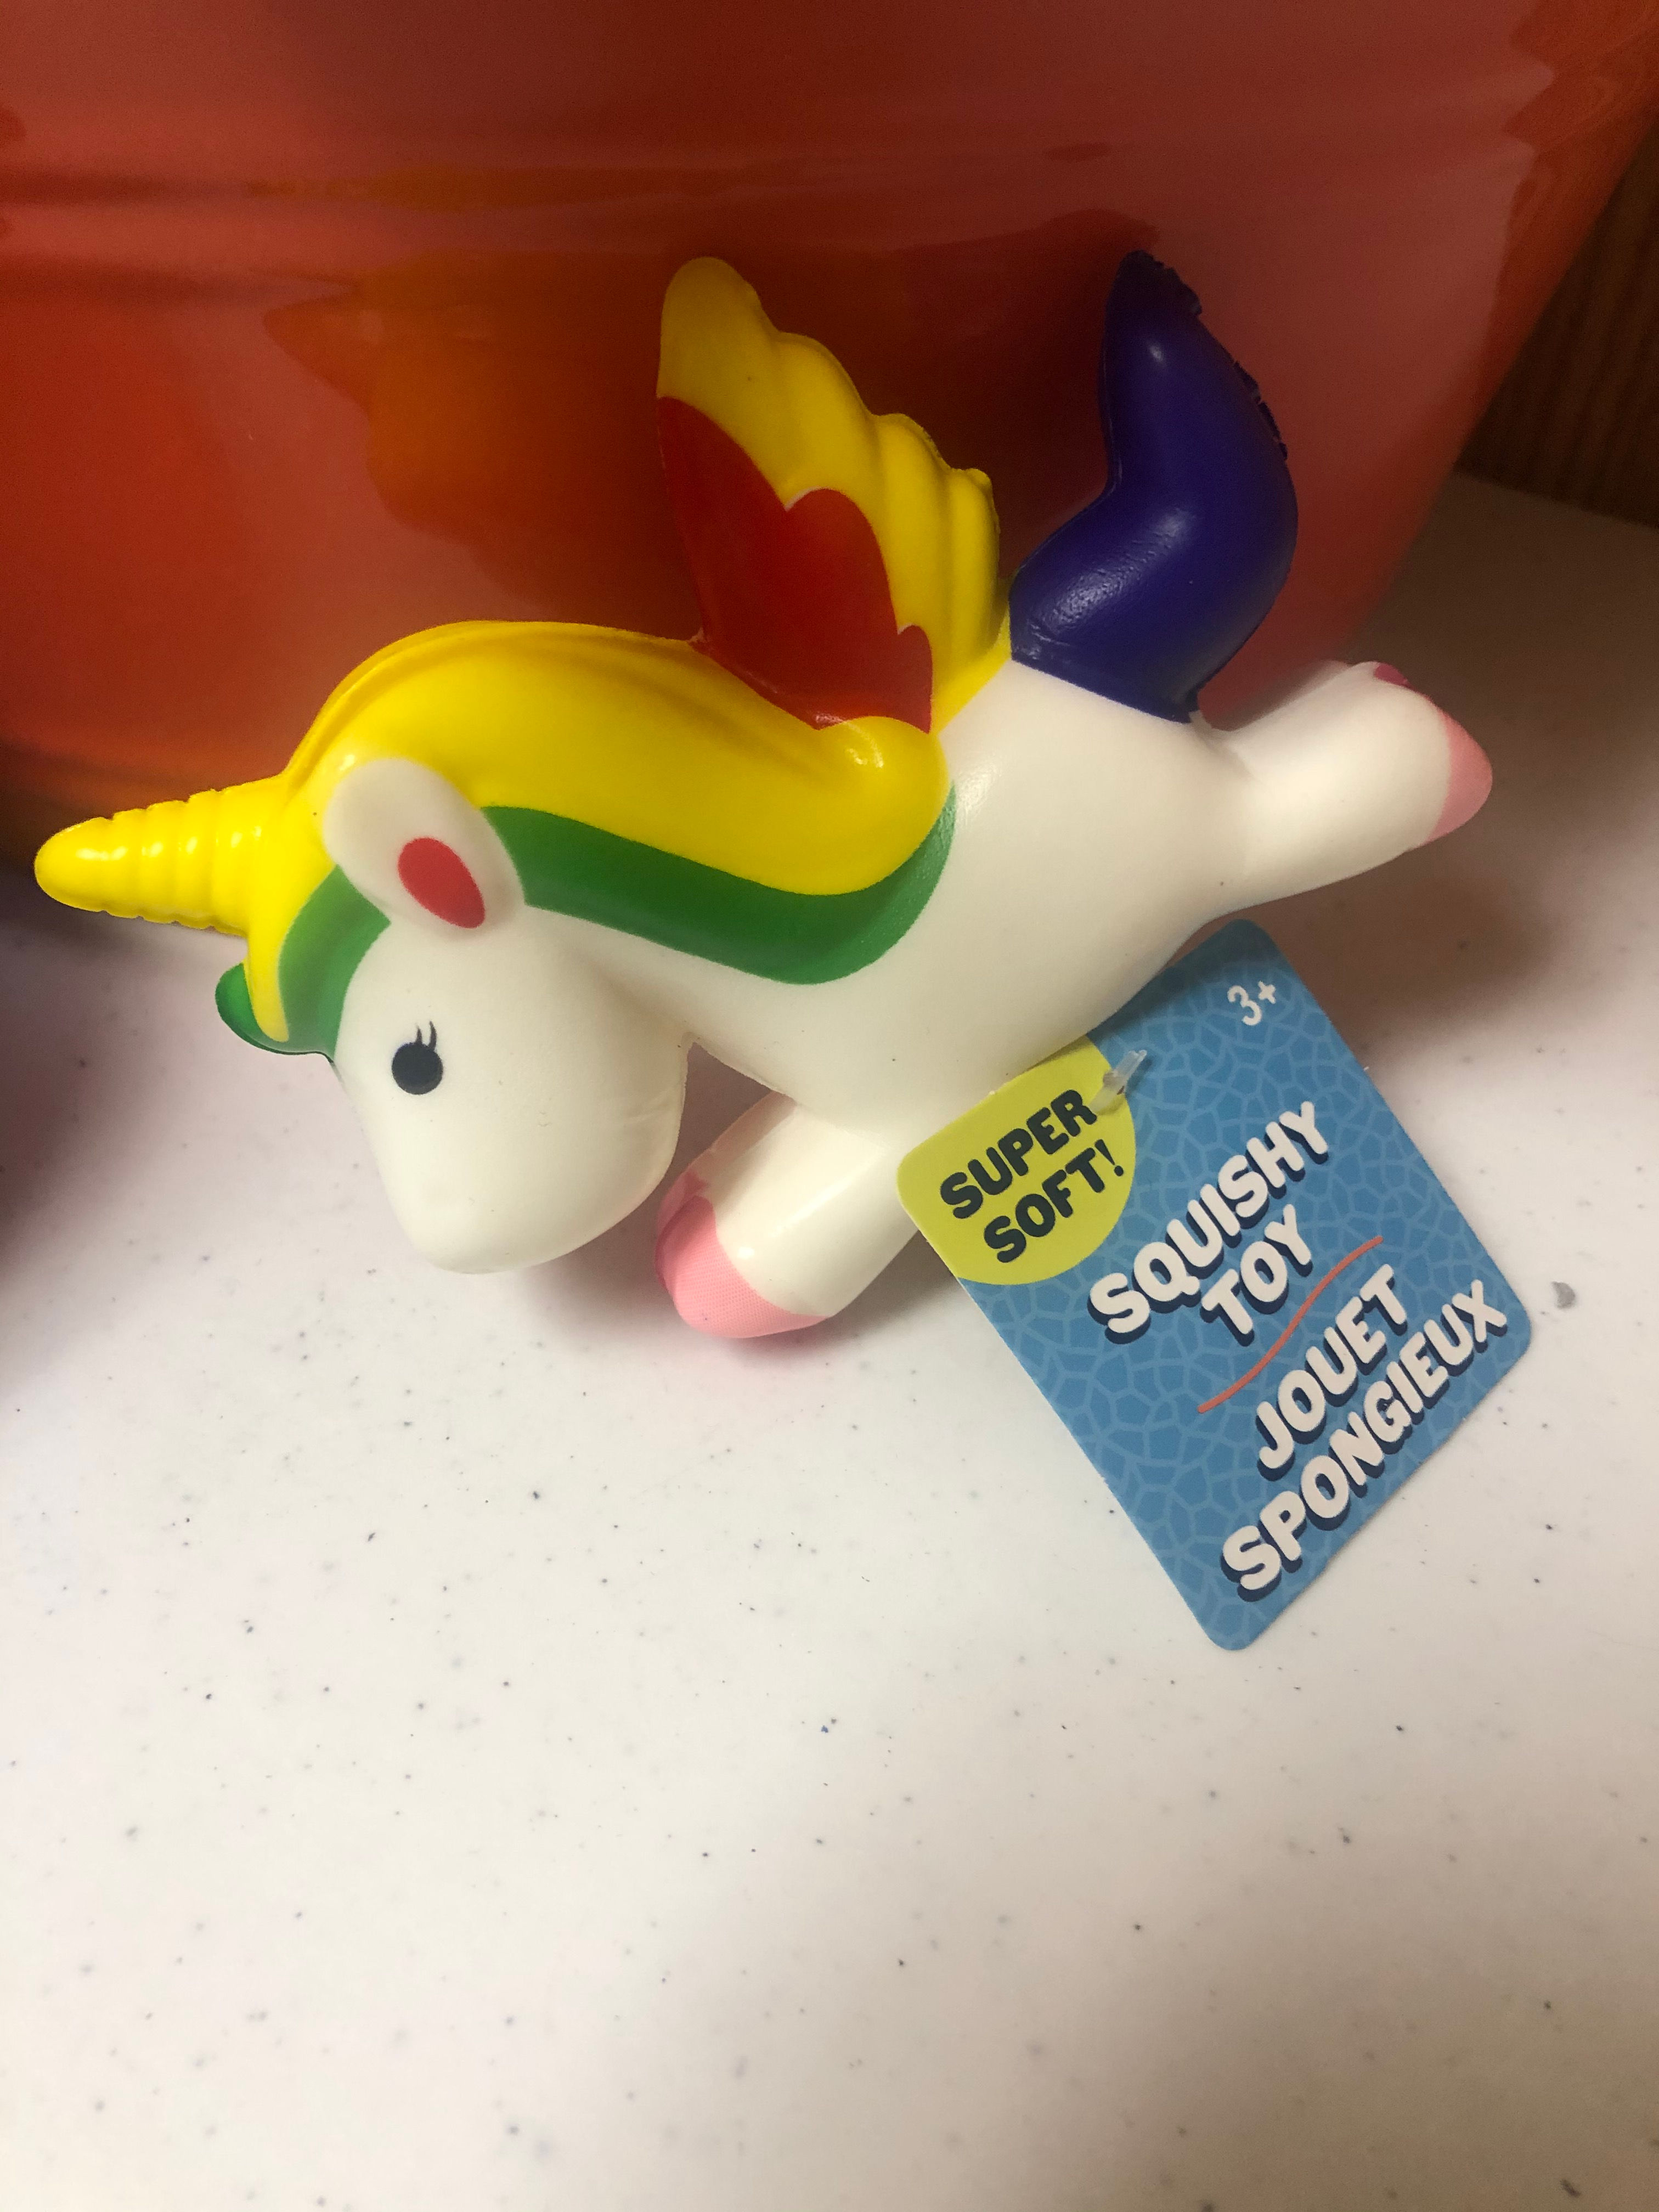 3+
SUPER
SOFT!
SQUISHY
TOY
JOUET
SPONGIEUX